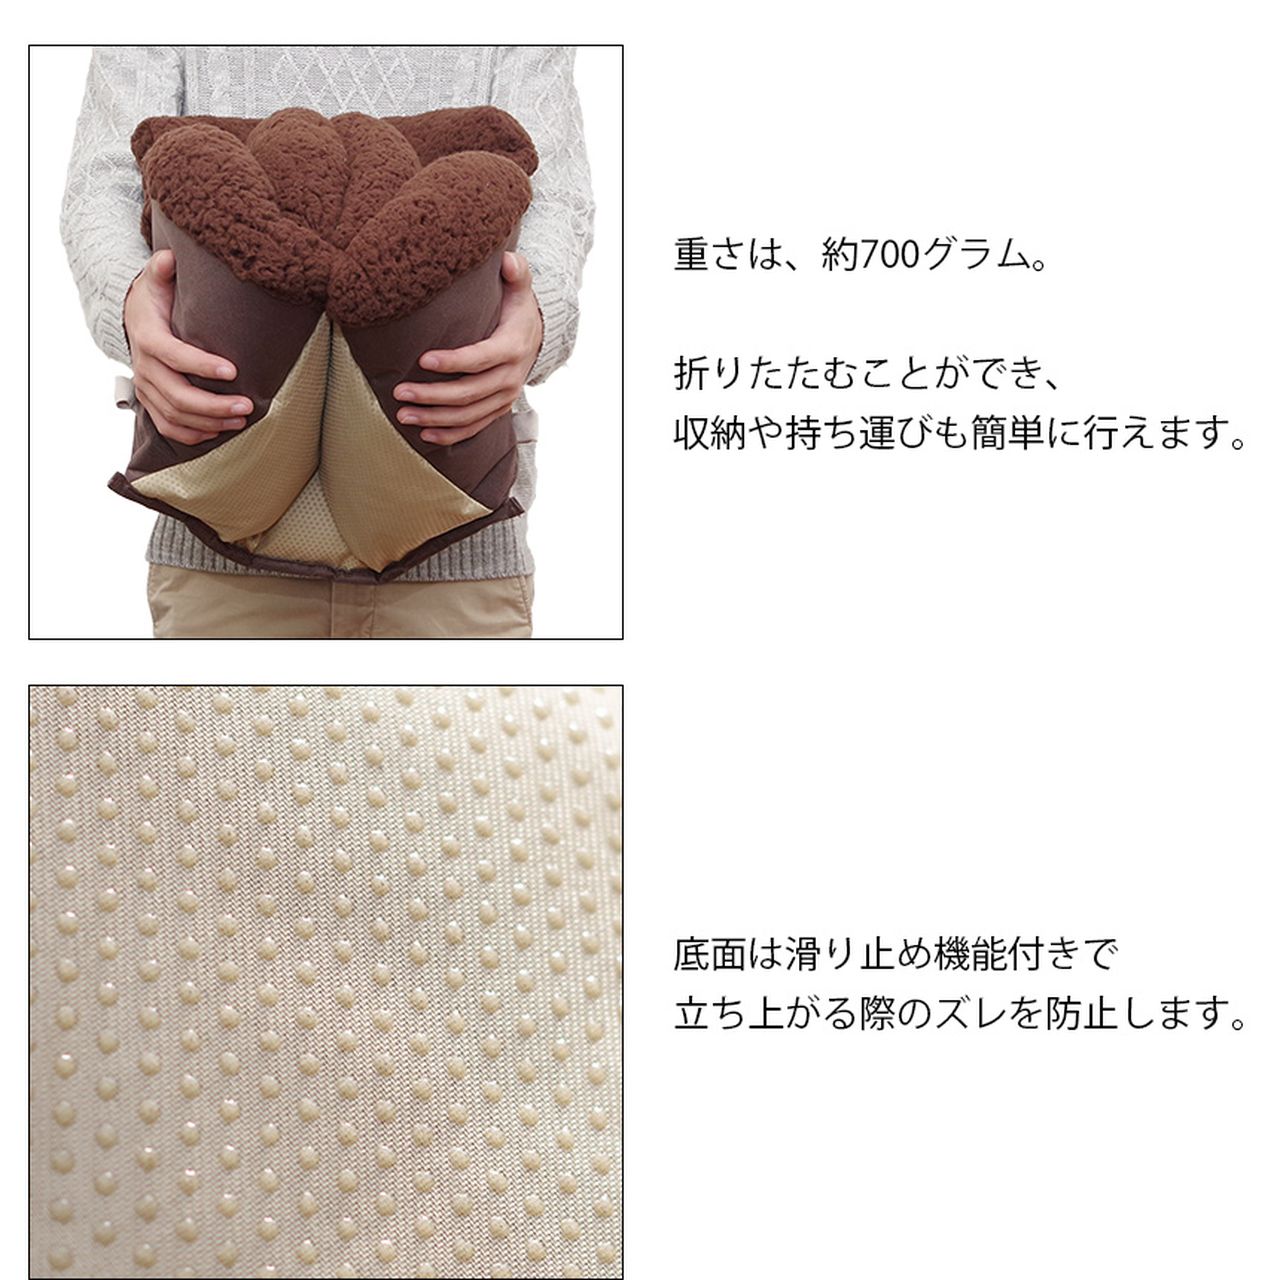 重さは、約700グラム。
折りたたむことができ、
収納や持ち運びも簡単に行えます。
底面は滑り止め機能付きで
立ち上がる際のズレを防止します。